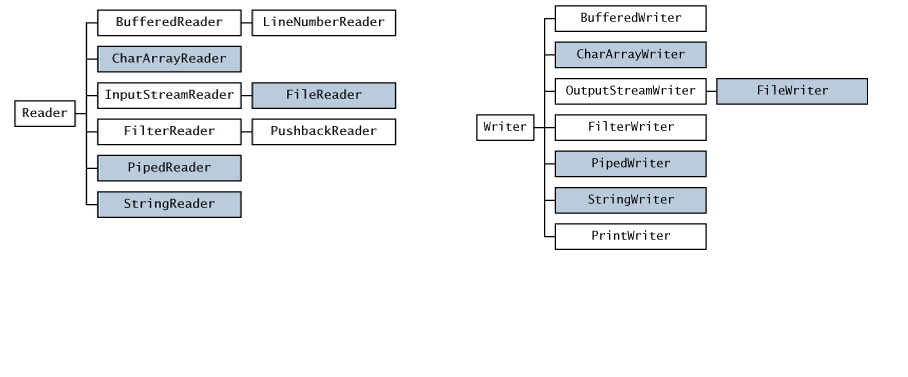 Reader
BufferedReader
LineNumberReader
CharArrayReader
InputStreamReader
FileReader
FilterReader
PushbackReader
PipedReader
StringReader
Writer
BufferedWriter
CharArrayWriter
OutputStreamWriter
FileWriter
FilterWriter
PipedWriter
StringWriter
PrintWriter